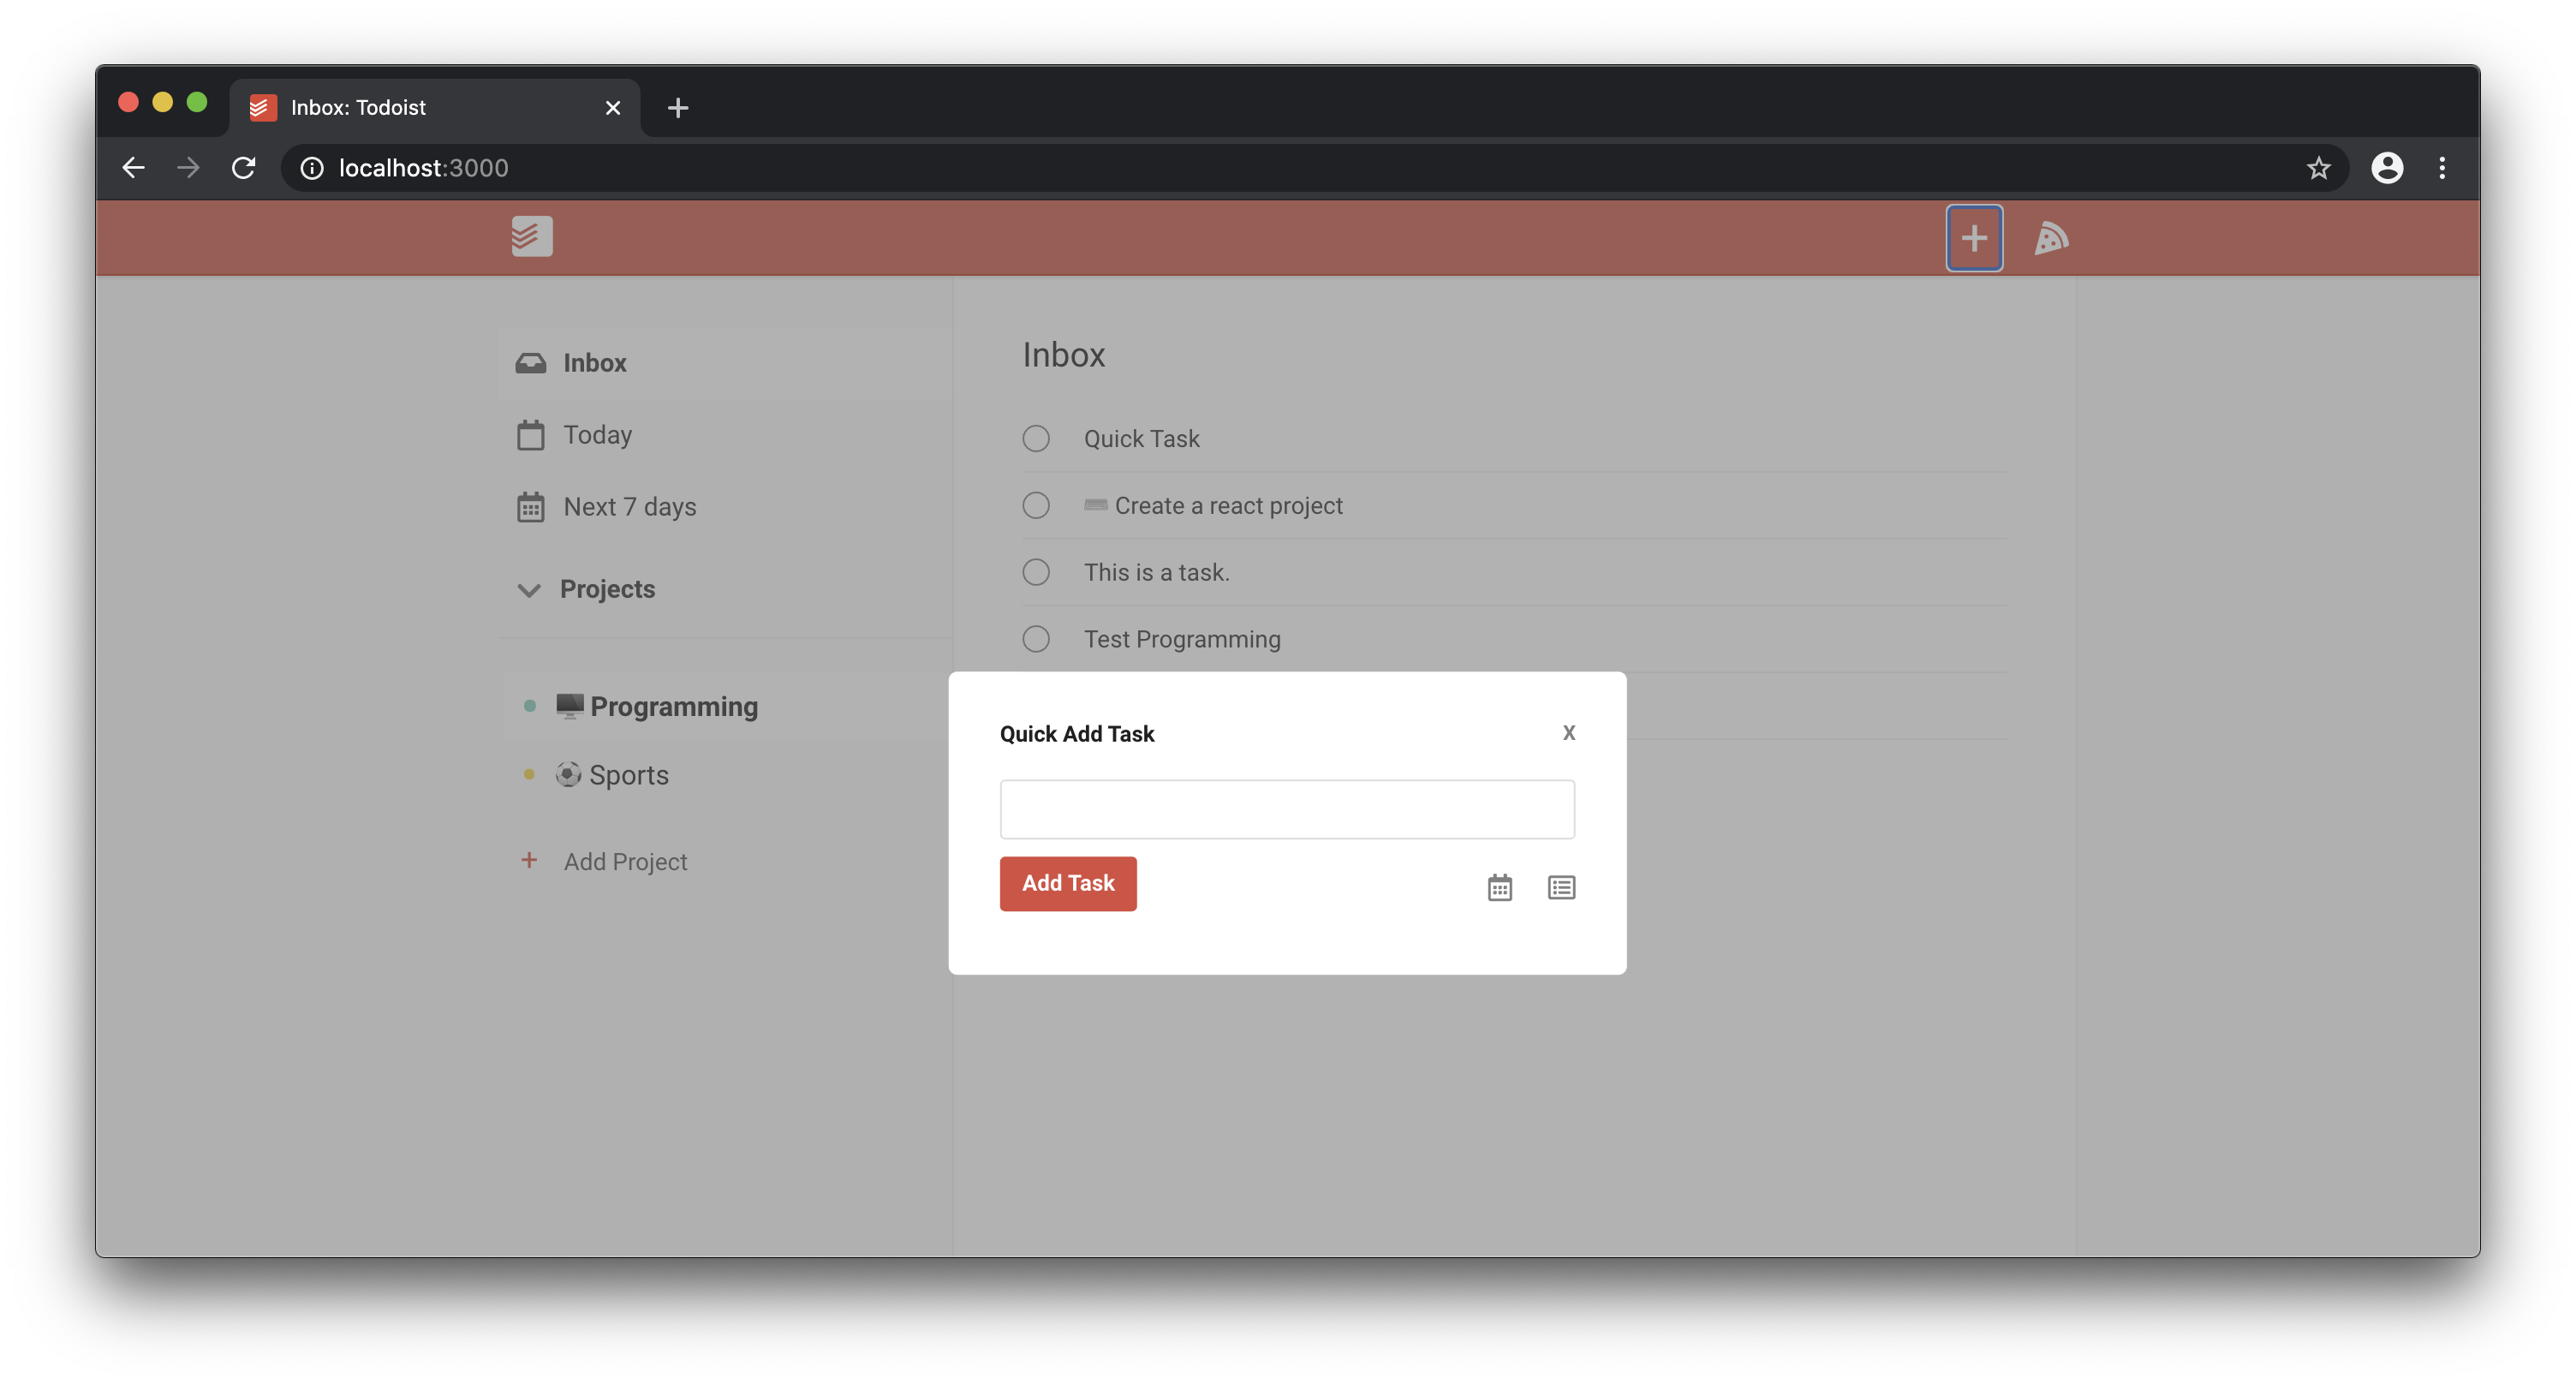 Inbox: Todoist
localhost:3000
Inbox
Today
Next 7 days
Projects
Programming
Sports
Add Project
Inbox
Quick Task
Create a react project
This is a task.
Test Programming
Quick Add Task
X
Add Task